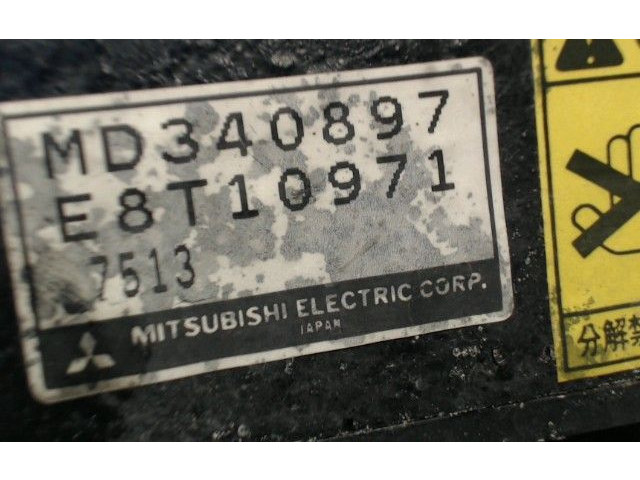 MD340897
E8T10971
7513
MITSUBISHI ELECTRIC CORP.
JAPAN
分解禁